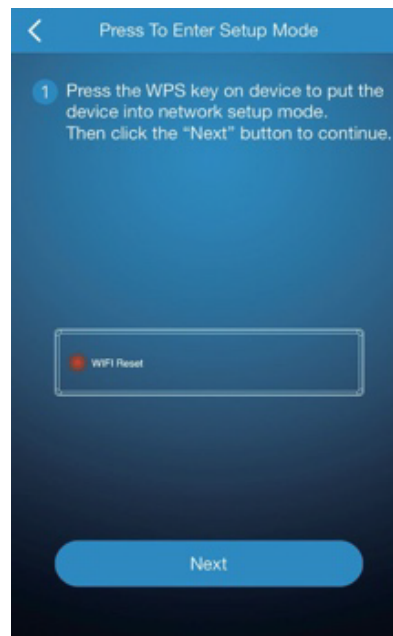 Press To Enter Setup Mode
1 Press the WPS key on device to put the
device into network setup mode.
Then click the “Next” button to continue.
WIFI Reset
Next